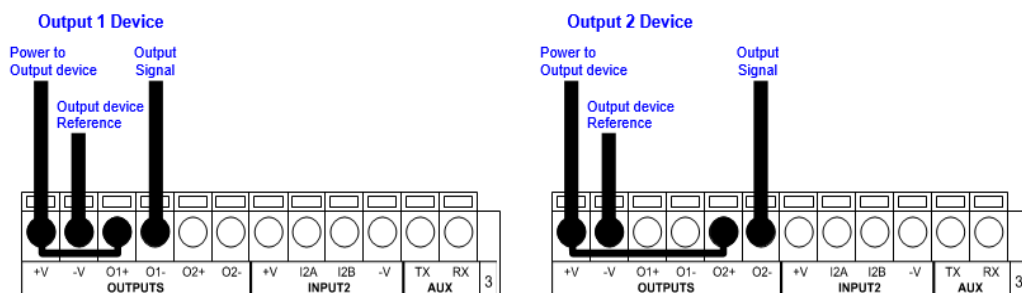 Output 1 Device
Power to
Output device
Output
Signal
Output device
Reference
+V -V O1+ O1- O2+ O2- +V I2A I2B -V TX RX
OUTPUTS INPUT2 AUX 3
Output 2 Device
Power to
Output device
Output
Signal
Output device
Reference
+V -V O1+ O1- O2+ O2- +V I2A I2B -V TX RX
OUTPUTS INPUT2 AUX 3